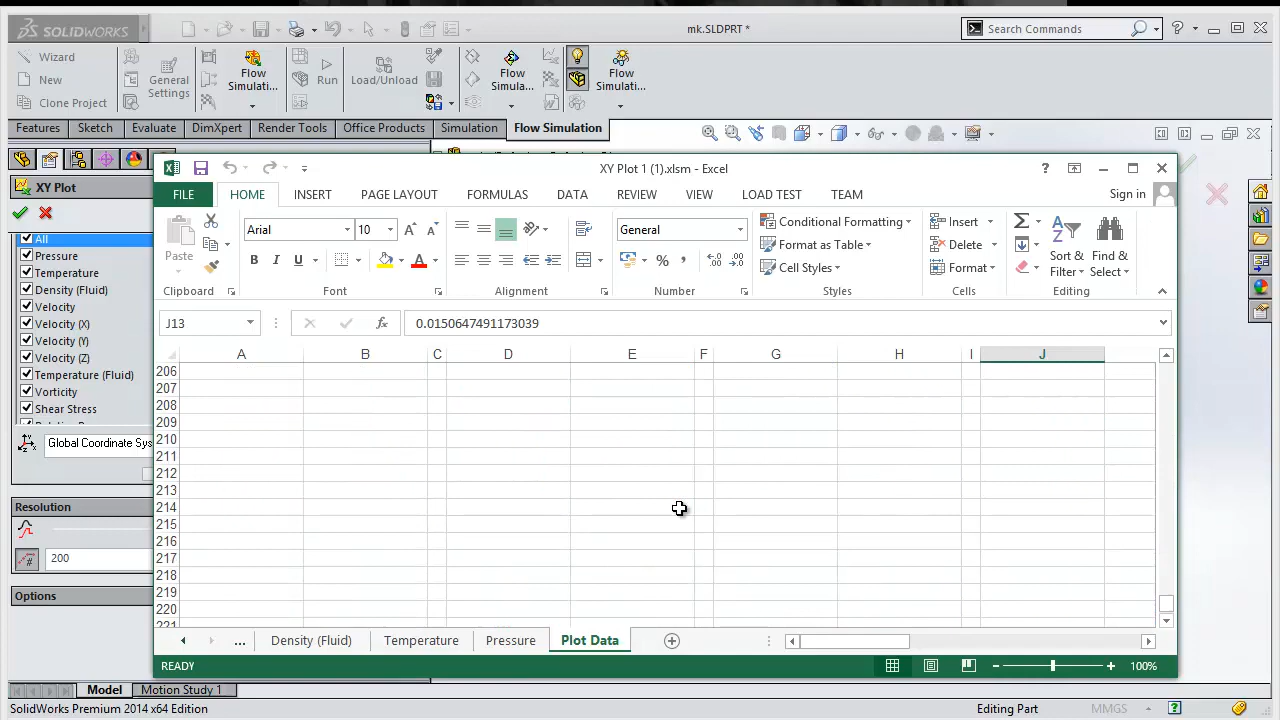 SOLIDWORKS
mk.SLDPRT *
Search Commands
?
Wizard
New
Clone Project
General
Settings
Flow
Simulati...
Run
Load/Unload
Flow
Simula...
Flow
Simulati...
Features
Sketch
Evaluate
DimXpert
Render Tools
Office Products
Simulation
Flow Simulation
XY Plot
All
Pressure
Temperature
Density (Fluid)
Velocity
Velocity (X)
Velocity (Y)
Velocity (Z)
Temperature (Fluid)
Vorticity
Shear Stress
Global Coordinate Sys
Resolution
200
Options
XY Plot 1 (1).xlsm - Excel
?
FILE
HOME
INSERT
PAGE LAYOUT
FORMULAS
DATA
REVIEW
VIEW
LOAD TEST
TEAM
Sign in
Paste
Clipboard
Arial
10
B I U
Font
Alignment
General
Number
Conditional Formatting
Format as Table
Cell Styles
Styles
Insert
Delete
Format
Cells
Sort &
Filter
Find &
Select
Editing
J13
fx
0.0150647491173039
A B C D E F G H I J
206
207
208
209
210
211
212
213
214
215
216
217
218
219
220
221
...
Density (Fluid)
Temperature
Pressure
Plot Data
READY
100%
Model
Motion Study 1
SolidWorks Premium 2014 x64 Edition
Editing Part
MMGS
?